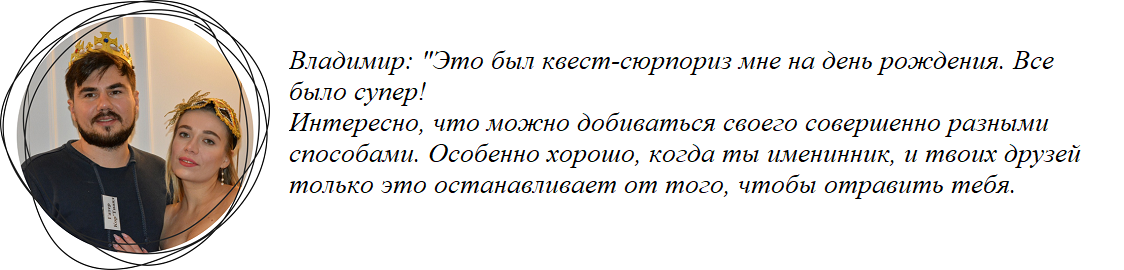 Владимир: "Это был квест-сюрпориз мне на день рождения. Все
было супер!
Интересно, что можно добиваться своего совершенно разными
способами. Особенно хорошо, когда ты именинник, и твоих друзей
только это останавливает от того, чтобы отравить тебя.